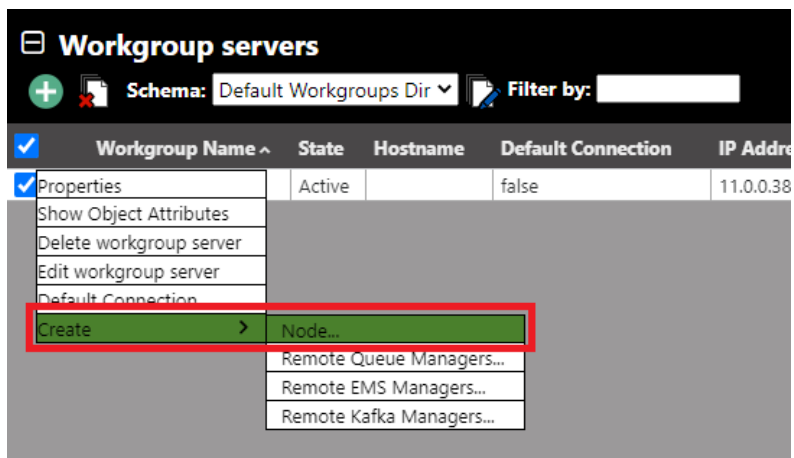 Workgroup servers
Schema: Default Workgroups Dir Filter by:
Workgroup Name State Hostname Default Connection IP Addre
Properties Active false 11.0.0.38
Show Object Attributes
Delete workgroup server
Edit workgroup server
Default Connection
Create Node...
Remote Queue Managers...
Remote EMS Managers...
Remote Kafka Managers...